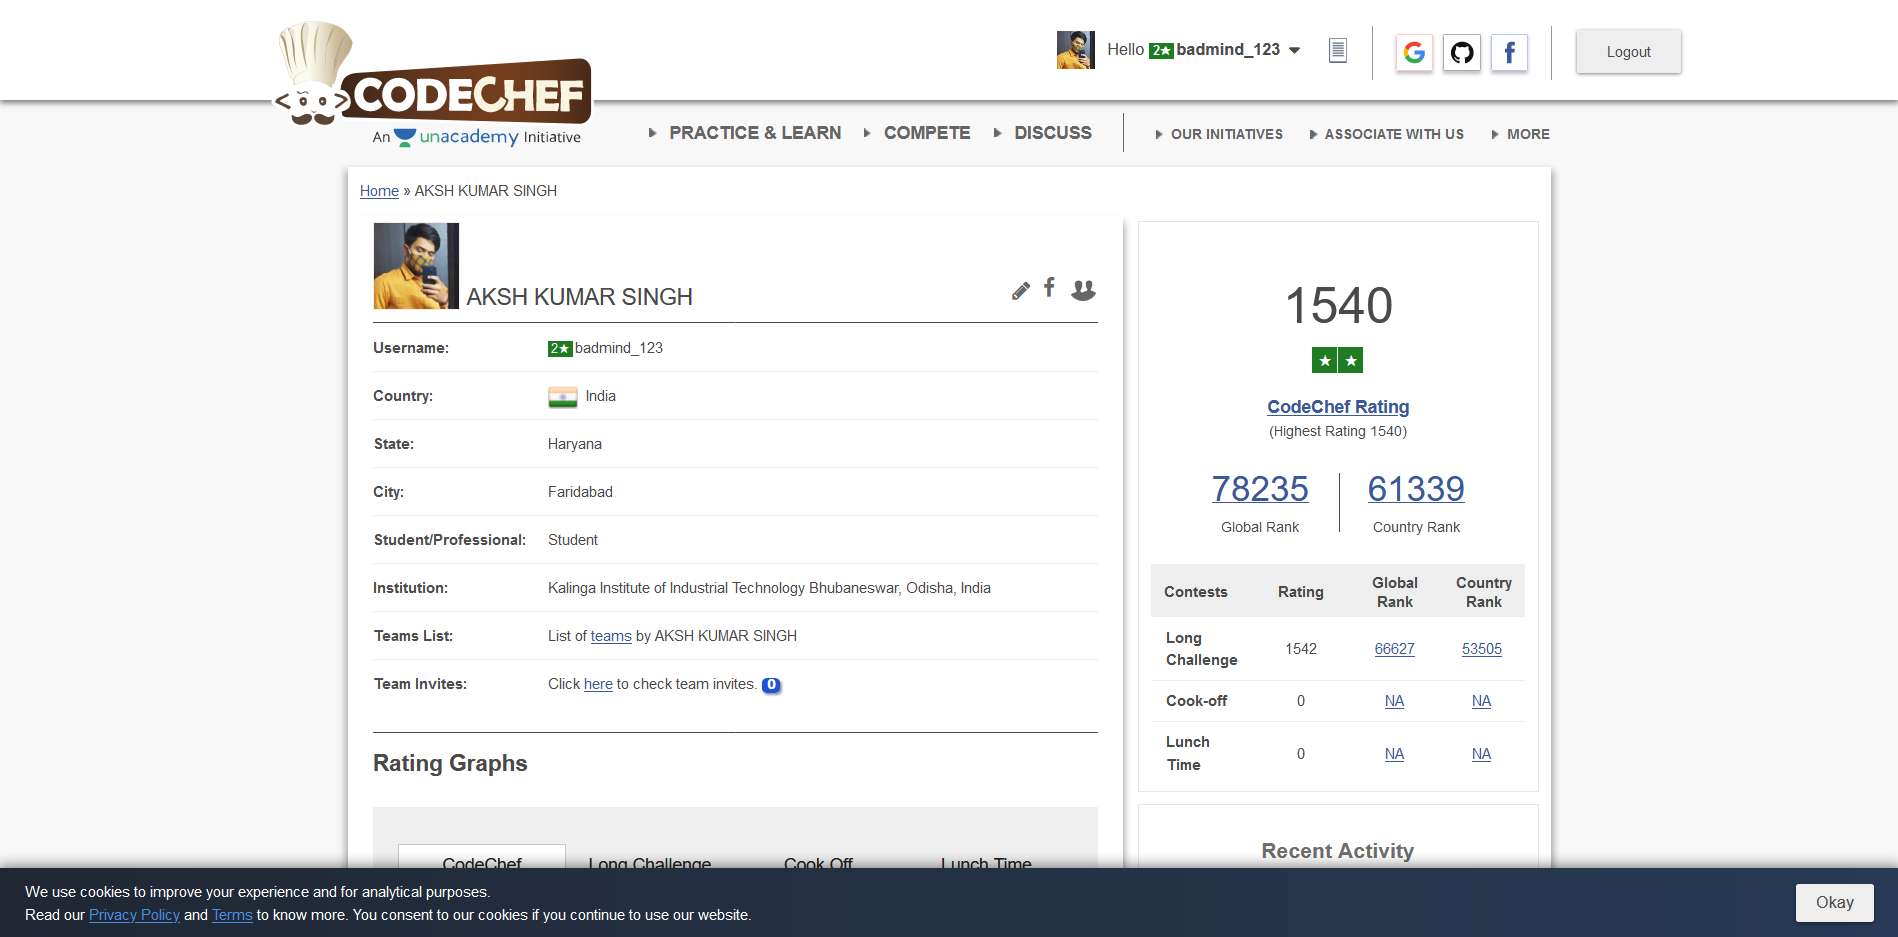 Hello 2★ badmind_123
Logout
CODECHEF
An unacademy Initiative
PRACTICE & LEARN COMPETE DISCUSS OUR INITIATIVES ASSOCIATE WITH US MORE
Home » AKSH KUMAR SINGH
AKSH KUMAR SINGH
Username: 2★ badmind_123
Country: India
State: Haryana
City: Faridabad
Student/Professional: Student
Institution: Kalinga Institute of Industrial Technology Bhubaneswar, Odisha, India
Teams List: List of teams by AKSH KUMAR SINGH
Team Invites: Click here to check team invites. 0
Rating Graphs
CodeChef Long Challenge Cook Off Lunch Time
1540
★ ★
CodeChef Rating
(Highest Rating 1540)
78235 61339
Global Rank Country Rank
Contests Rating Global Rank Country Rank
Long Challenge 1542 66627 53505
Cook-off 0 NA NA
Lunch Time 0 NA NA
Recent Activity
We use cookies to improve your experience and for analytical purposes.
Read our Privacy Policy and Terms to know more. You consent to our cookies if you continue to use our website.
Okay